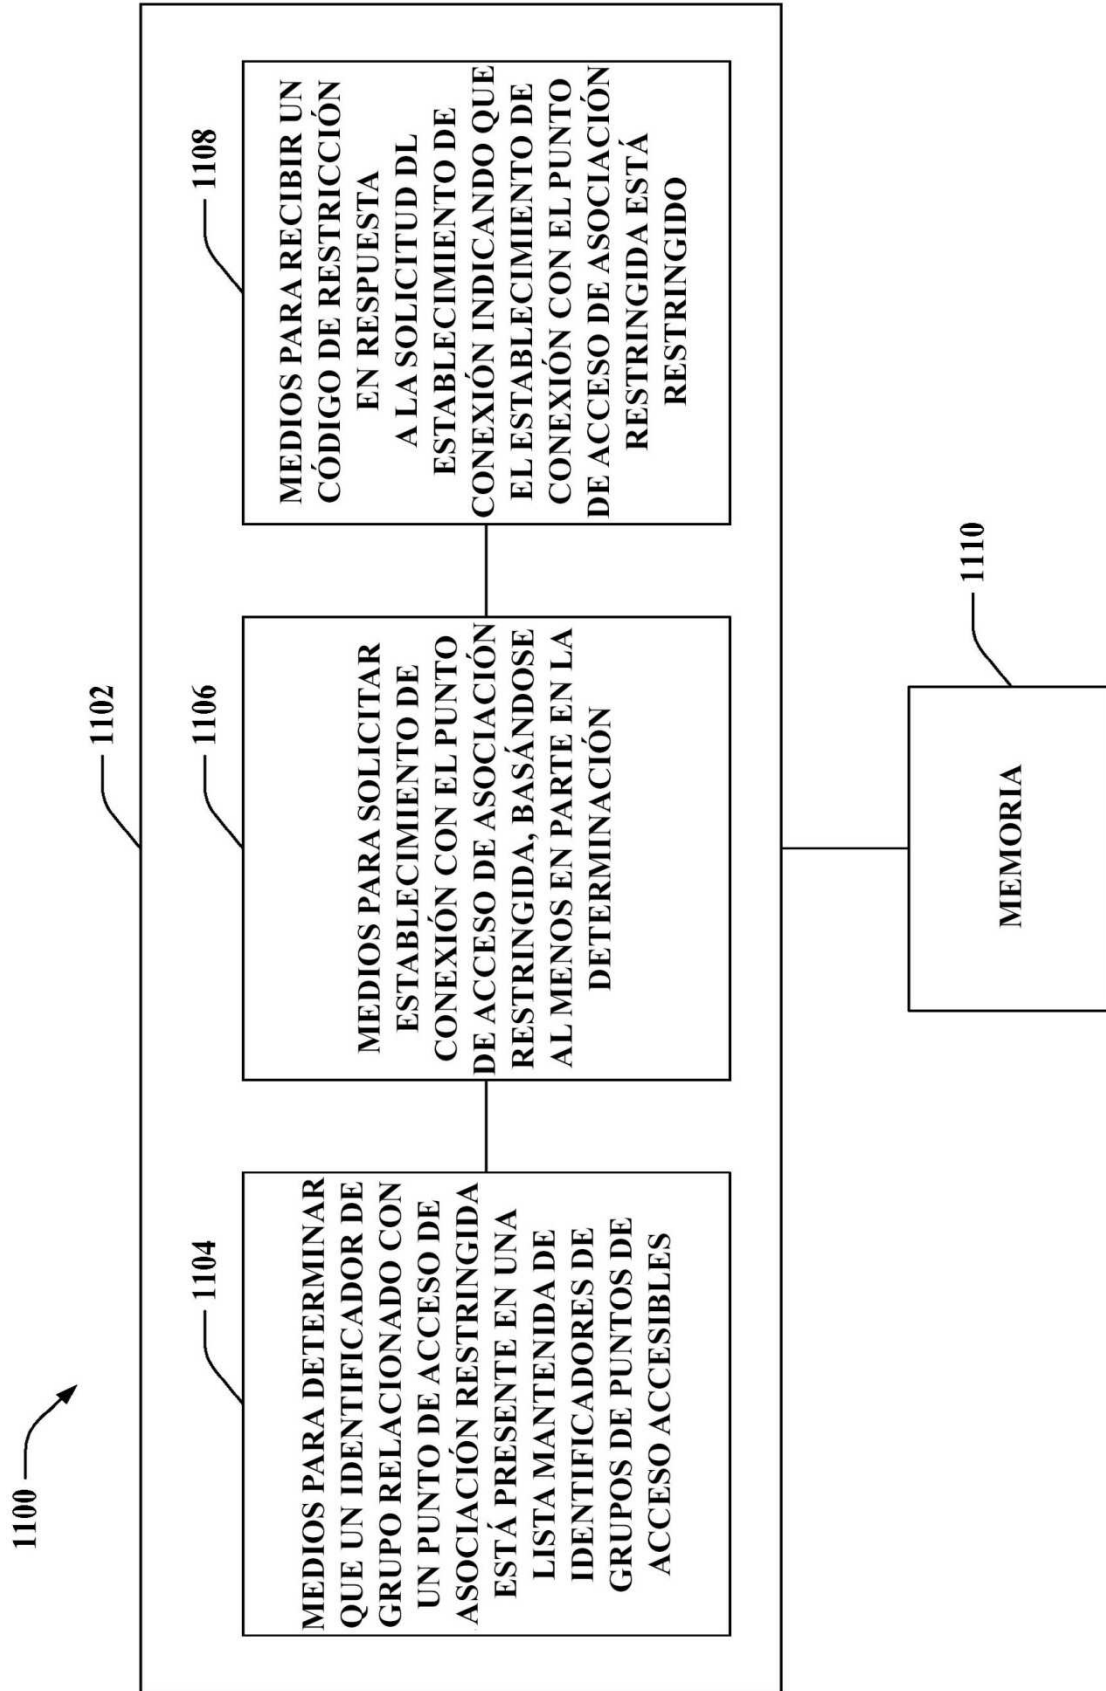 1100
1102
1104
MEDIOS PARA DETERMINAR
QUE UN IDENTIFICADOR DE
GRUPO RELACIONADO CON
UN PUNTO DE ACCESO DE
ASOCIACIÓN RESTRINGIDA
ESTÁ PRESENTE EN UNA
LISTA MANTENIDA DE
IDENTIFICADORES DE
GRUPOS DE PUNTOS DE
ACCESO ACCESIBLES
1106
MEDIOS PARA SOLICITAR
ESTABLECIMIENTO DE
CONEXIÓN CON EL PUNTO
DE ACCESO DE ASOCIACIÓN
RESTRINGIDA, BASÁNDOSE
AL MENOS EN PARTE EN LA
DETERMINACIÓN
1108
MEDIOS PARA RECIBIR UN
CÓDIGO DE RESTRICCIÓN
EN RESPUESTA
A LA SOLICITUD DL
ESTABLECIMIENTO DE
CONEXIÓN INDICANDO QUE
EL ESTABLECIMIENTO DE
CONEXIÓN CON EL PUNTO
DE ACCESO DE ASOCIACIÓN
RESTRINGIDA ESTÁ
RESTRINGIDO
1110
MEMORIA